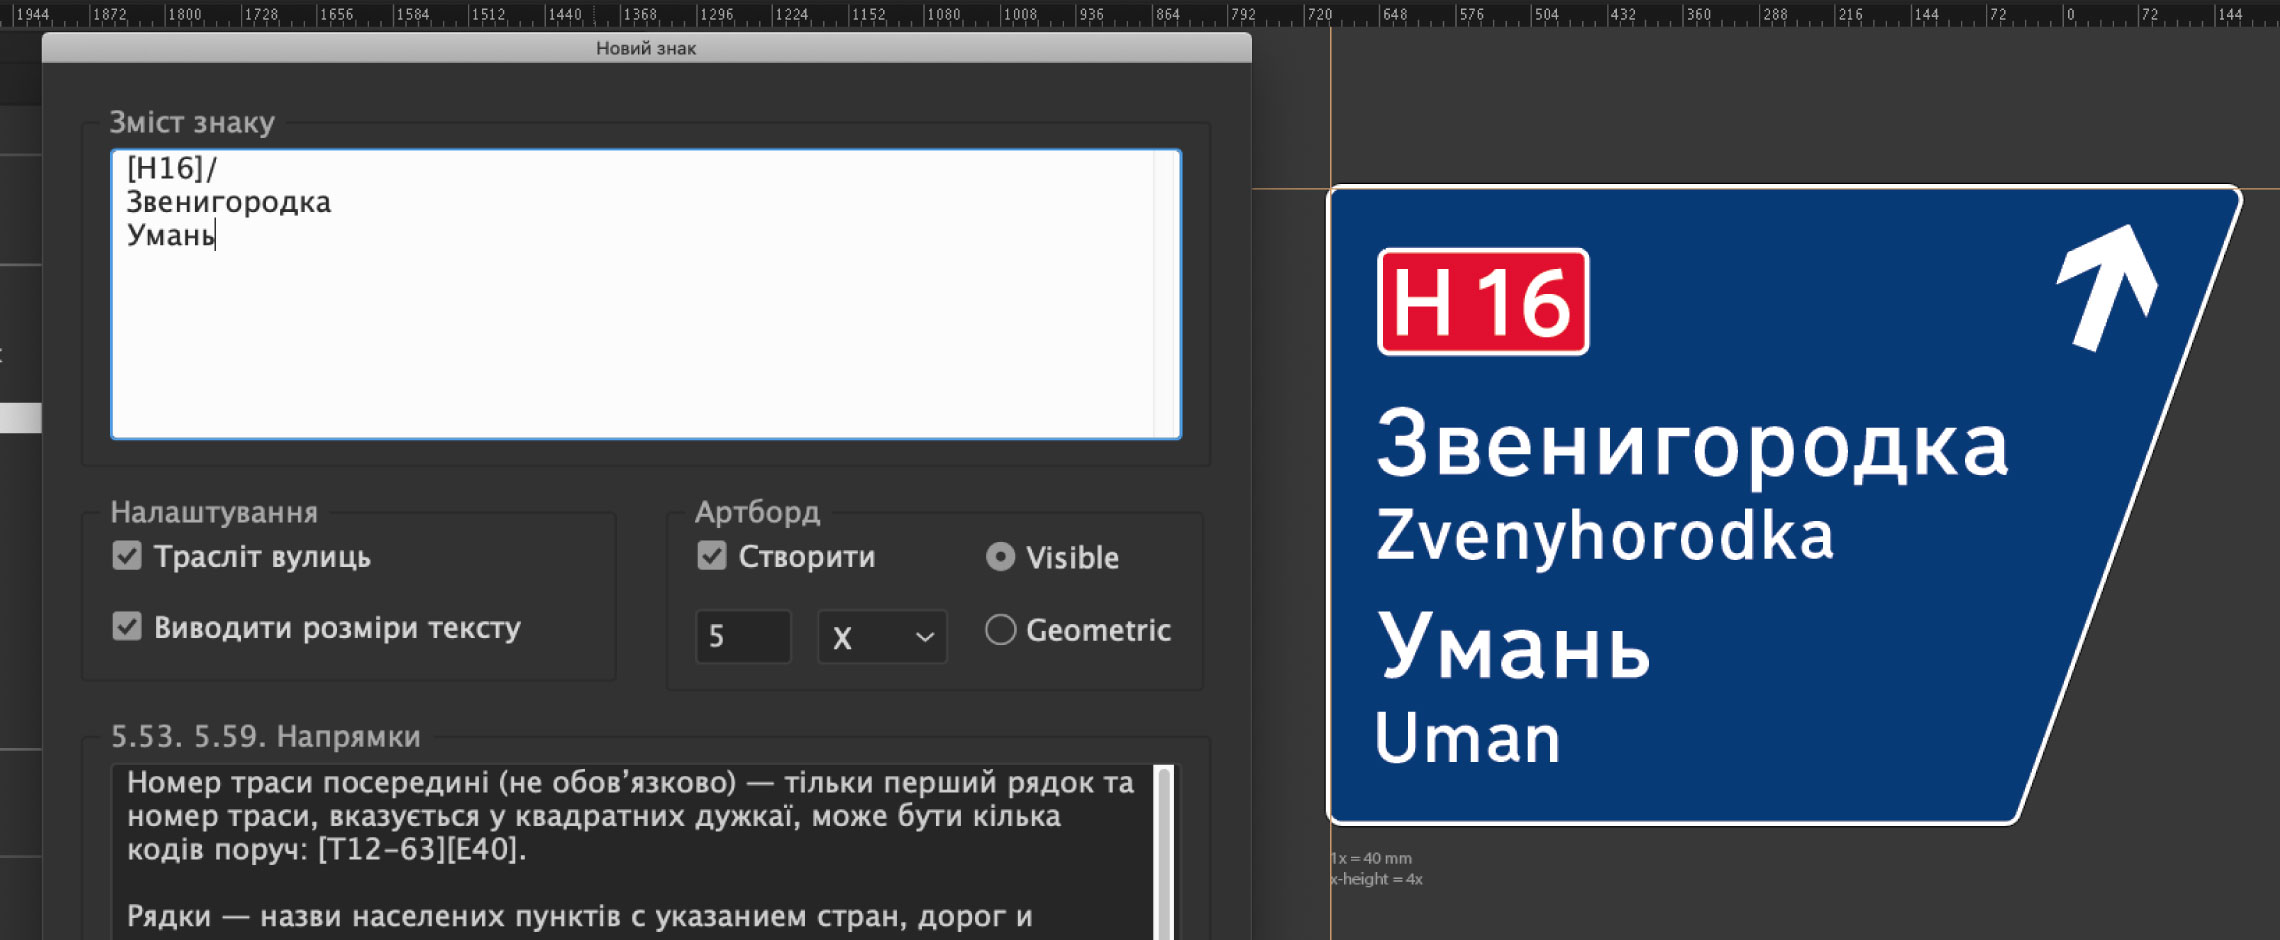 1944 1872 1800 1728 1656 1584 1512 1440 1368 1296 1224 1152 1080 1008 936 864 792 720 648 576 504 432 360 288 216 144 72 0 72 144
Новий знак
Зміст знаку
[Н16]/
Звенигородка
Умань
Налаштування
Трасліт вулиць
Виводити розміри тексту
Артборд
Створити
Visible
5
X
Geometric
5.53. 5.59. Напрямки
Номер траси посередині (не обов’язково) — тільки перший рядок та
номер траси, вказується у квадратних дужкаї, може бути кілька
кодів поруч: [Т12–63][Е40].
Рядки — назви населених пунктів с указанием стран, дорог и
Н 16
Звенигородка
Zvenyhorodka
Умань
Uman
1x = 40 mm
x-height = 4x